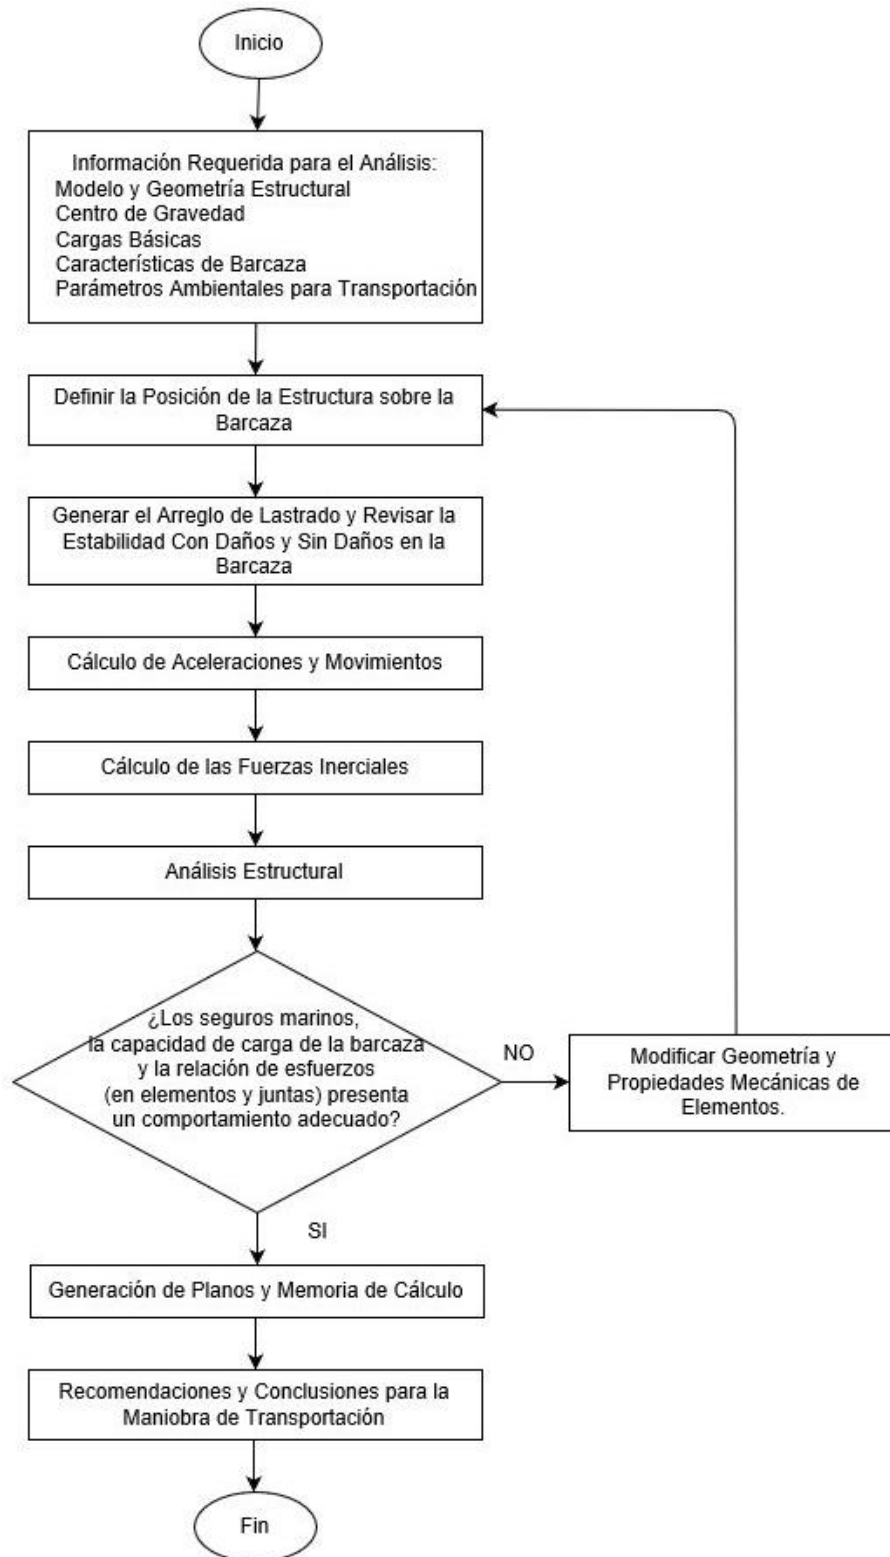 Inicio
Información Requerida para el Análisis:
Modelo y Geometría Estructural
Centro de Gravedad
Cargas Básicas
Características de Barcaza
Parámetros Ambientales para Transportación
Definir la Posición de la Estructura sobre la
Barcaza
Generar el Arreglo de Lastrado y Revisar la
Estabilidad Con Daños y Sin Daños en la
Barcaza
Cálculo de Aceleraciones y Movimientos
Cálculo de las Fuerzas Inerciales
Análisis Estructural
¿Los seguros marinos,
la capacidad de carga de la barcaza
y la relación de esfuerzos
(en elementos y juntas) presenta
un comportamiento adecuado?
NO
Modificar Geometría y
Propiedades Mecánicas de
Elementos.
SI
Generación de Planos y Memoria de Cálculo
Recomendaciones y Conclusiones para la
Maniobra de Transportación
Fin